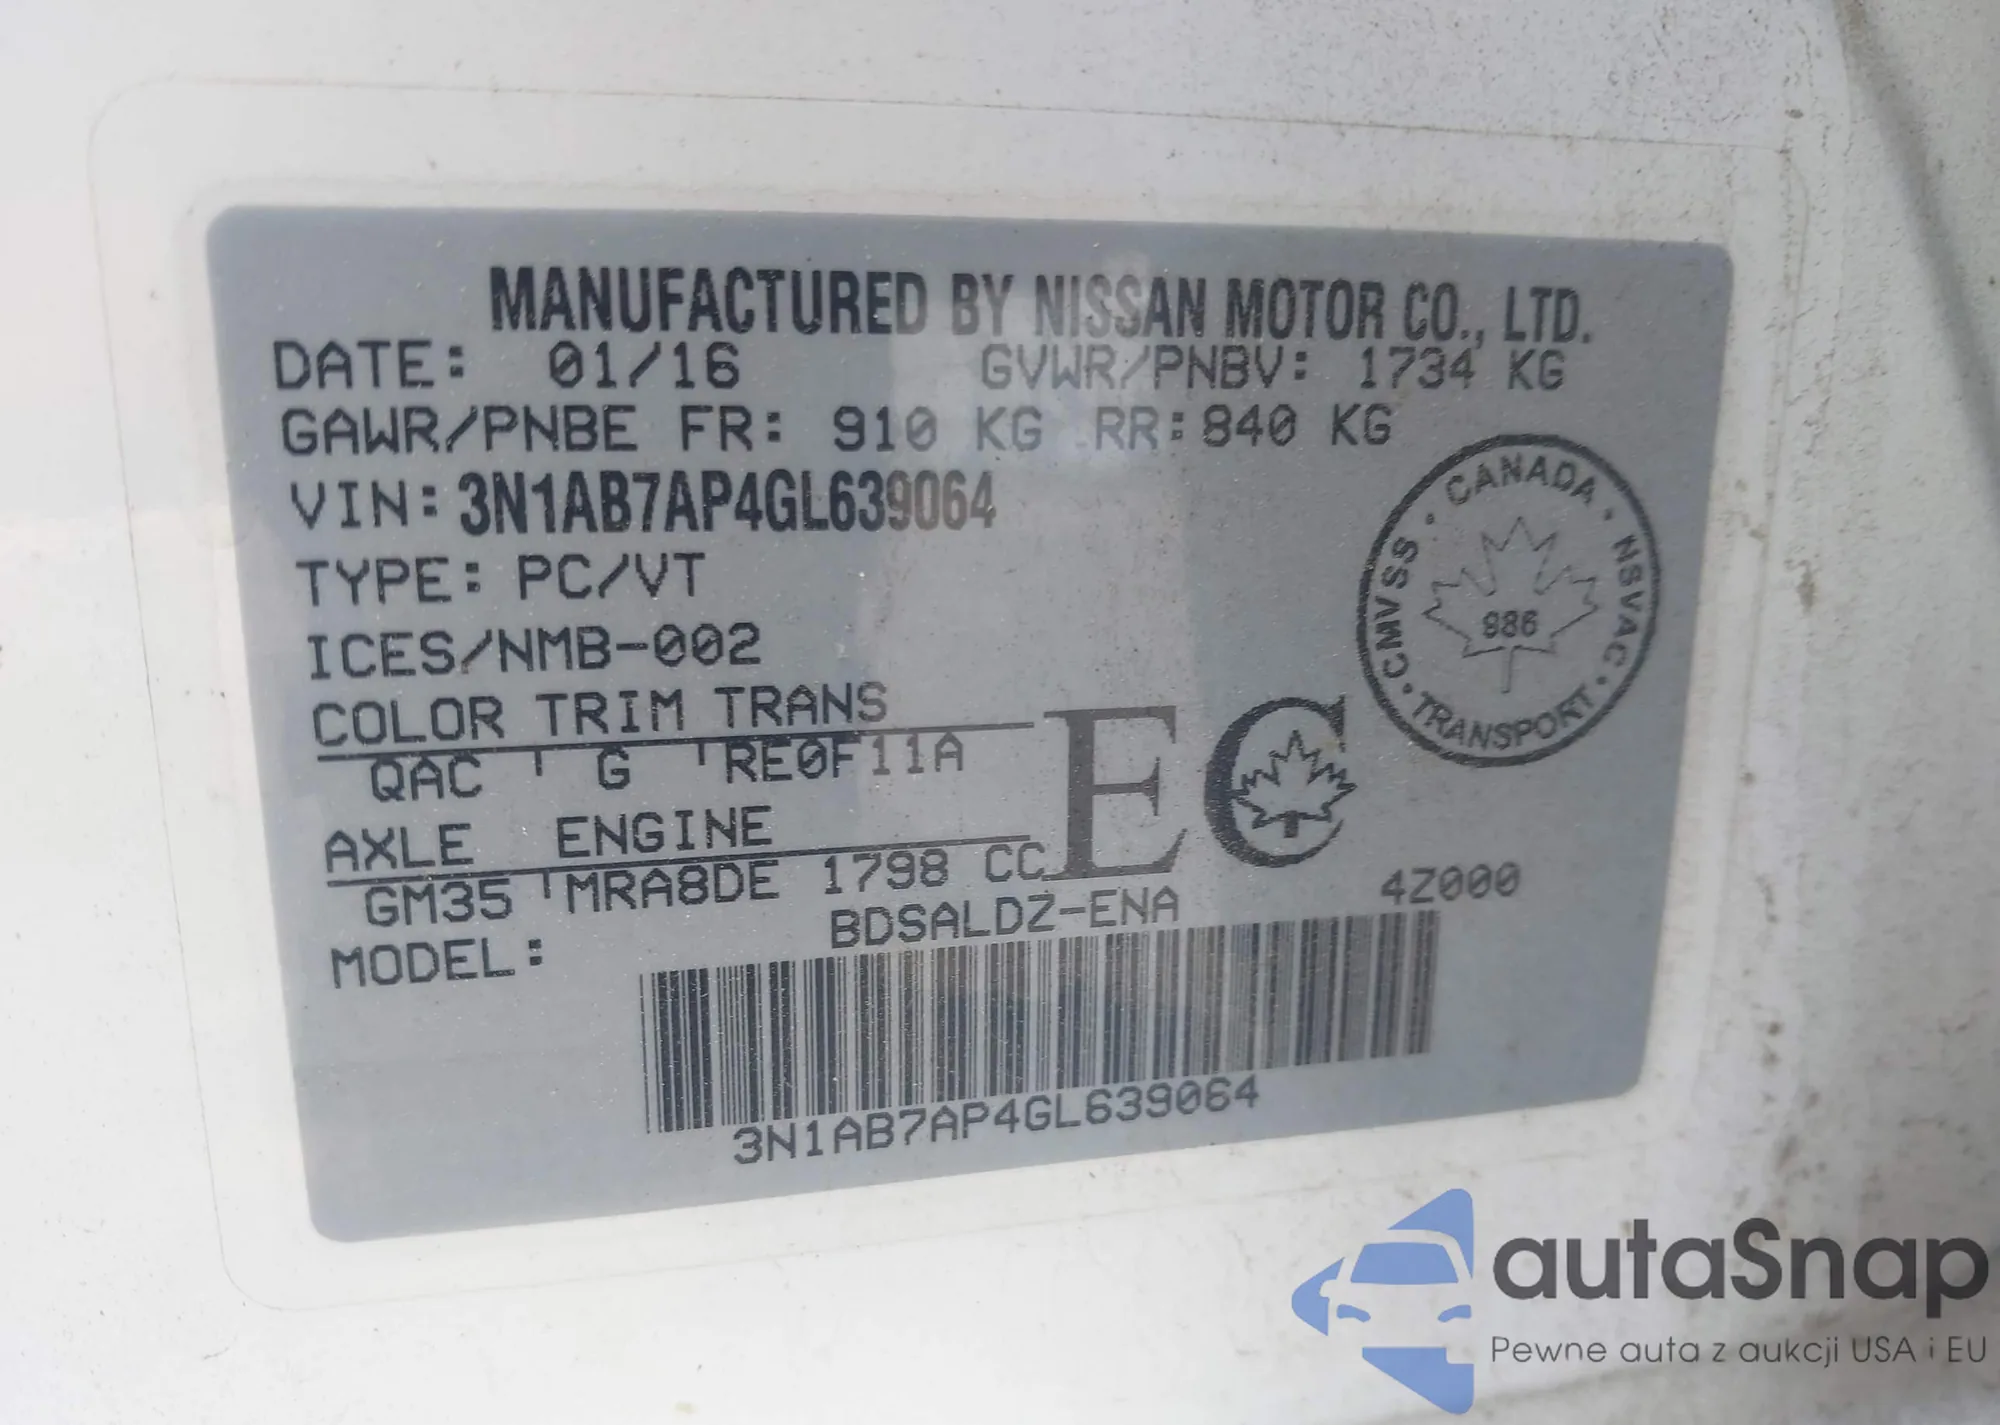 MANUFACTURED BY NISSAN MOTOR CO., LTD.
DATE: 01/16 GVWR/PNBV: 1734 KG
GAWR/PNBE FR: 910 KG RR: 840 KG
VIN: 3N1AB7AP4GL639064
TYPE: PC/VT
ICES/NMB-002
CANADA · NSVAC · TRANSPORT · CMVSS ·
986
COLOR TRIM TRANS
QAC G RE0F11A
EC
AXLE ENGINE
GM35 MRA8DE 1798 CC
MODEL: BDSALDZ-ENA 4Z000
3N1AB7AP4GL639064
autaSnap
Pewne auta z aukcji USA i EU